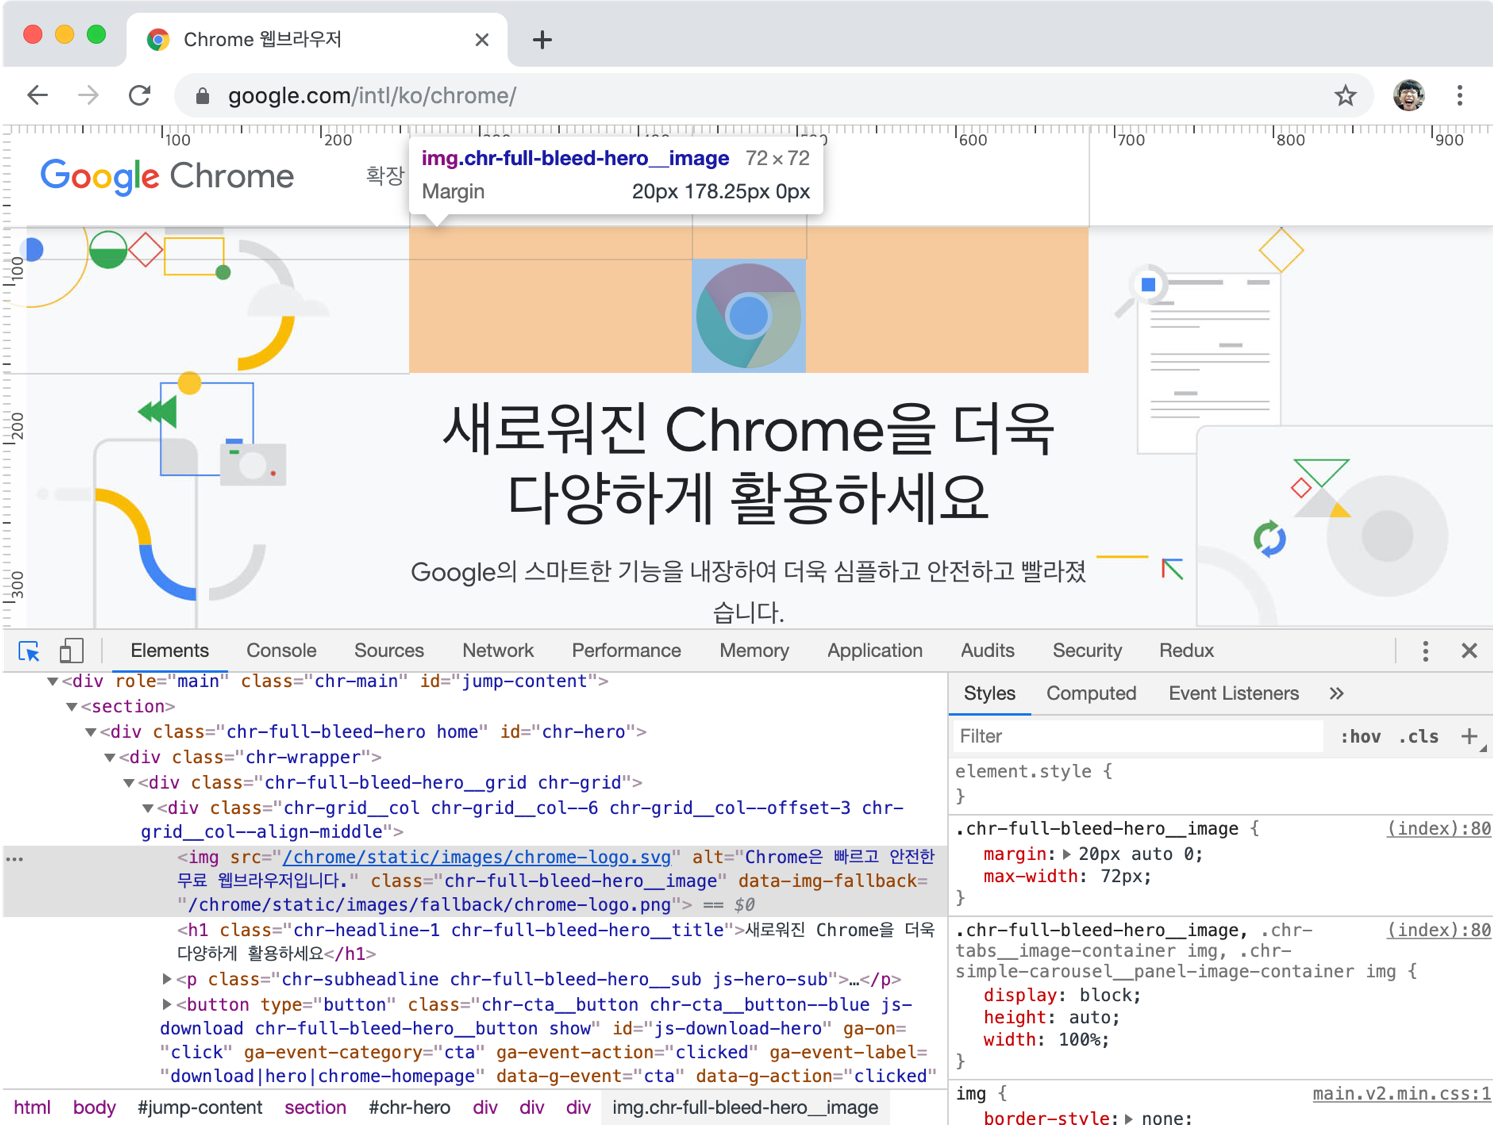 Chrome 웹브라우저
google.com/intl/ko/chrome/
100 200 600 700 800 900
Google Chrome
확장
img.chr-full-bleed-hero__image 72 × 72
Margin 20px 178.25px 0px
100
200
300
새로워진 Chrome을 더욱
다양하게 활용하세요
Google의 스마트한 기능을 내장하여 더욱 심플하고 안전하고 빨라졌
습니다.
Elements Console Sources Network Performance Memory Application Audits Security Redux
<div role="main" class="chr-main" id="jump-content">
<section>
<div class="chr-full-bleed-hero home" id="chr-hero">
<div class="chr-wrapper">
<div class="chr-full-bleed-hero__grid chr-grid">
<div class="chr-grid__col chr-grid__col--6 chr-grid__col--offset-3 chr-
grid__col--align-middle">
<img src="/chrome/static/images/chrome-logo.svg" alt="Chrome은 빠르고 안전한
무료 웹브라우저입니다." class="chr-full-bleed-hero__image" data-img-fallback=
"/chrome/static/images/fallback/chrome-logo.png"> == $0
<h1 class="chr-headline-1 chr-full-bleed-hero__title">새로워진 Chrome을 더욱
다양하게 활용하세요</h1>
<p class="chr-subheadline chr-full-bleed-hero__sub js-hero-sub">…</p>
<button type="button" class="chr-cta__button chr-cta__button--blue js-
download chr-full-bleed-hero__button show" id="js-download-hero" ga-on=
"click" ga-event-category="cta" ga-event-action="clicked" ga-event-label=
"download|hero|chrome-homepage" data-g-event="cta" data-g-action="clicked"
html body #jump-content section #chr-hero div div div img.chr-full-bleed-hero__image
Styles Computed Event Listeners »
Filter :hov .cls +
element.style {
}
.chr-full-bleed-hero__image { (index):80
margin: 20px auto 0;
max-width: 72px;
}
.chr-full-bleed-hero__image, .chr- (index):80
tabs__image-container img, .chr-
simple-carousel__panel-image-container img {
display: block;
height: auto;
width: 100%;
}
img { main.v2.min.css:1
border-style: none;